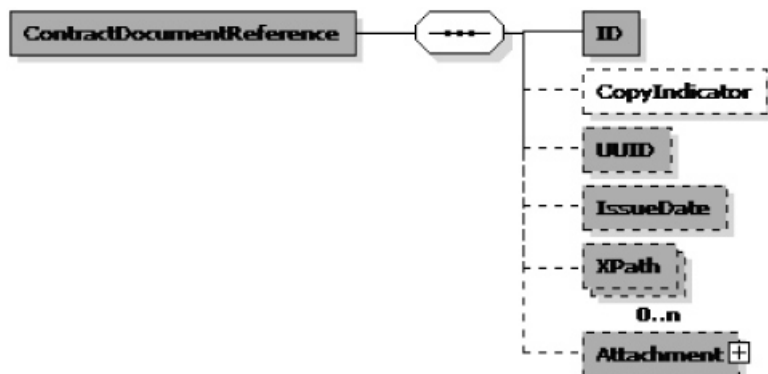 ContractDocumentReference
ID
CopyIndicator
UUID
IssueDate
XPath
0..n
Attachment